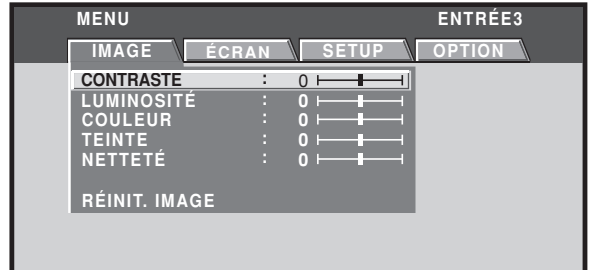 MENU ENTRÉE3
IMAGE ÉCRAN SETUP OPTION
CONTRASTE : 0
LUMINOSITÉ : 0
COULEUR : 0
TEINTE : 0
NETTETÉ : 0
RÉINIT. IMAGE